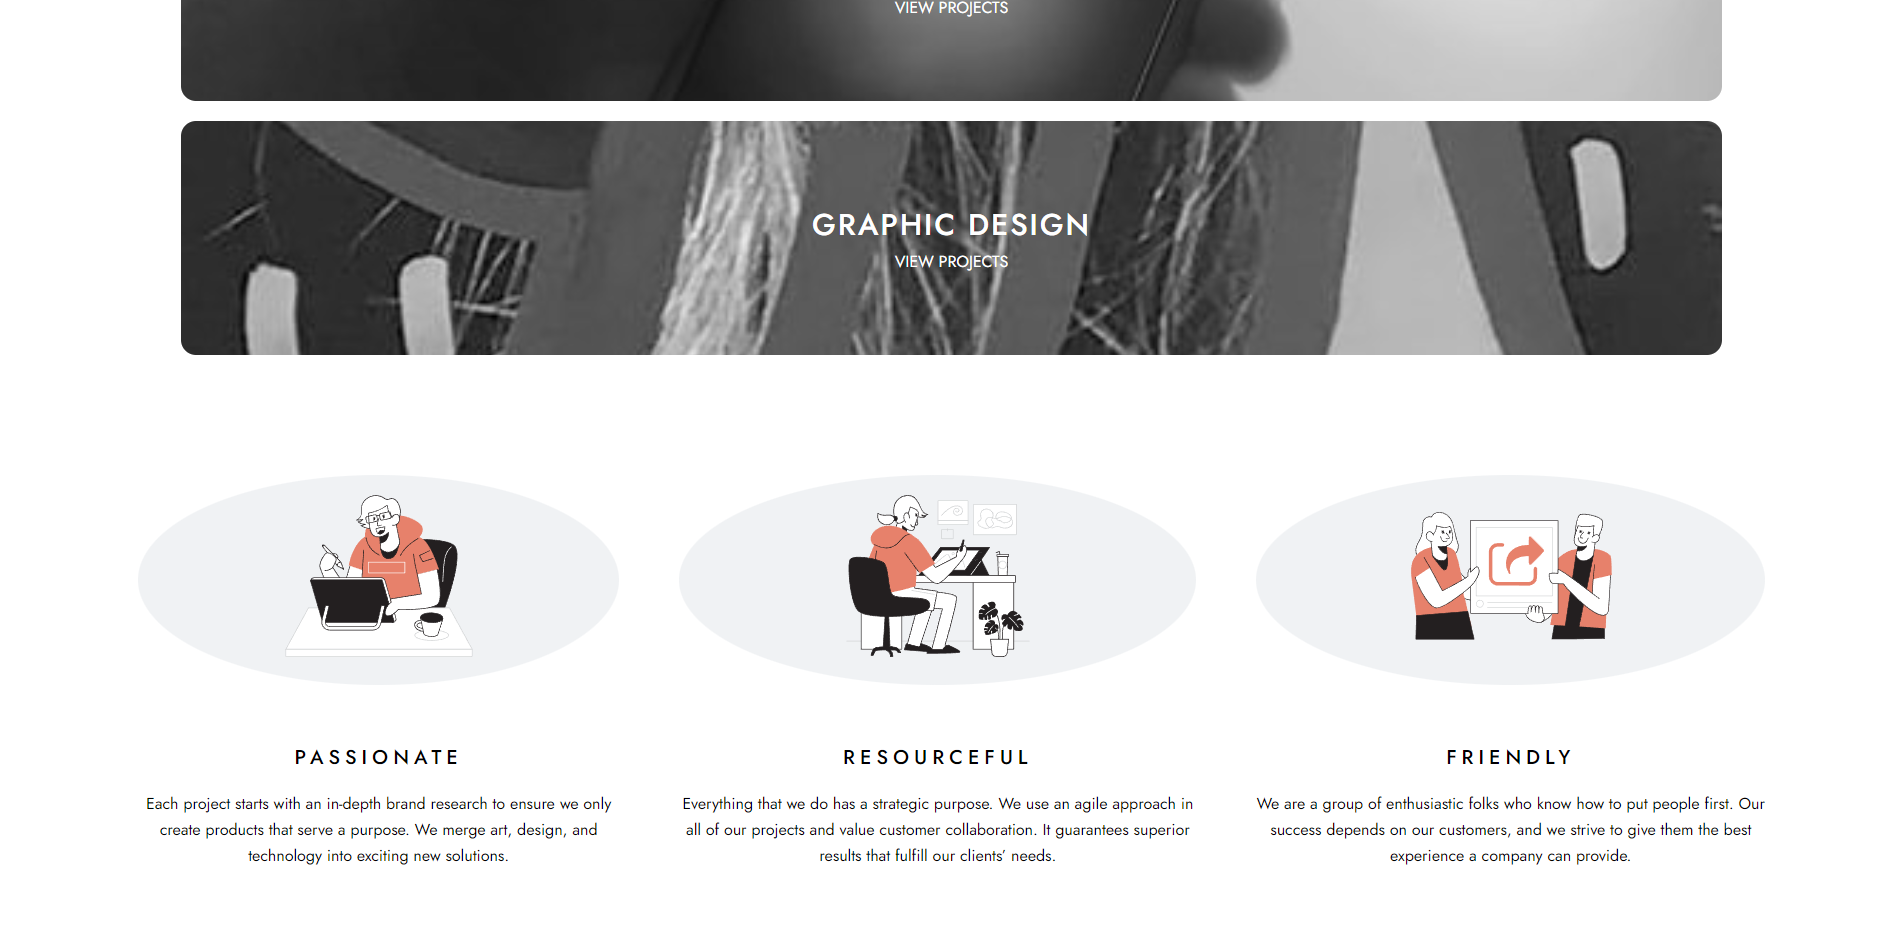 VIEW PROJECTS
GRAPHIC DESIGN
VIEW PROJECTS
PASSIONATE
Each project starts with an in-depth brand research to ensure we only
create products that serve a purpose. We merge art, design, and
technology into exciting new solutions.
RESOURCEFUL
Everything that we do has a strategic purpose. We use an agile approach in
all of our projects and value customer collaboration. It guarantees superior
results that fulfill our clients’ needs.
FRIENDLY
We are a group of enthusiastic folks who know how to put people first. Our
success depends on our customers, and we strive to give them the best
experience a company can provide.